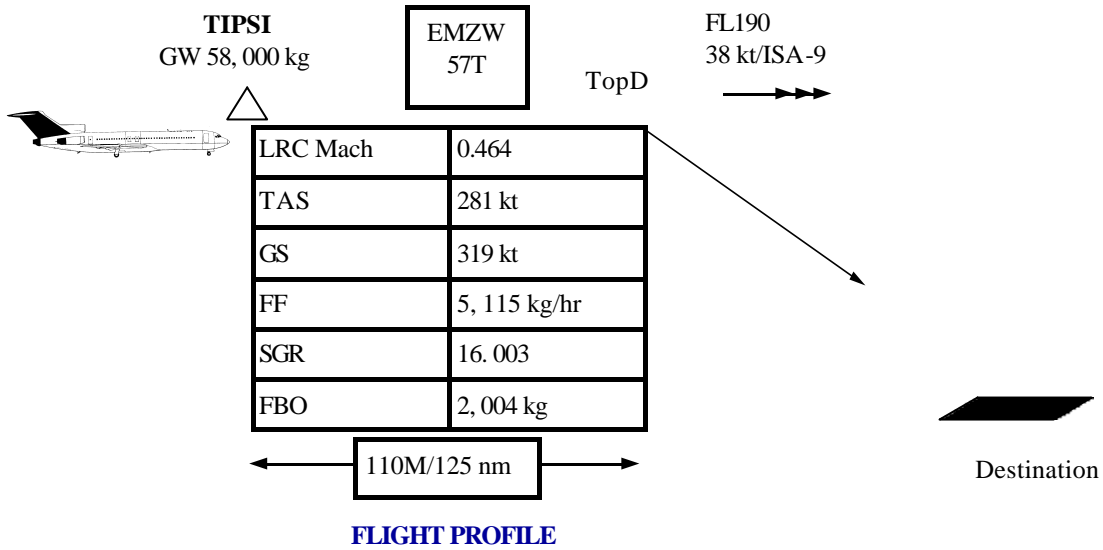 TIPSI
GW 58, 000 kg
EMZW
57T
TopD
FL190
38 kt/ISA-9
LRC Mach 0.464
TAS 281 kt
GS 319 kt
FF 5, 115 kg/hr
SGR 16. 003
FBO 2, 004 kg
110M/125 nm
Destination
FLIGHT PROFILE